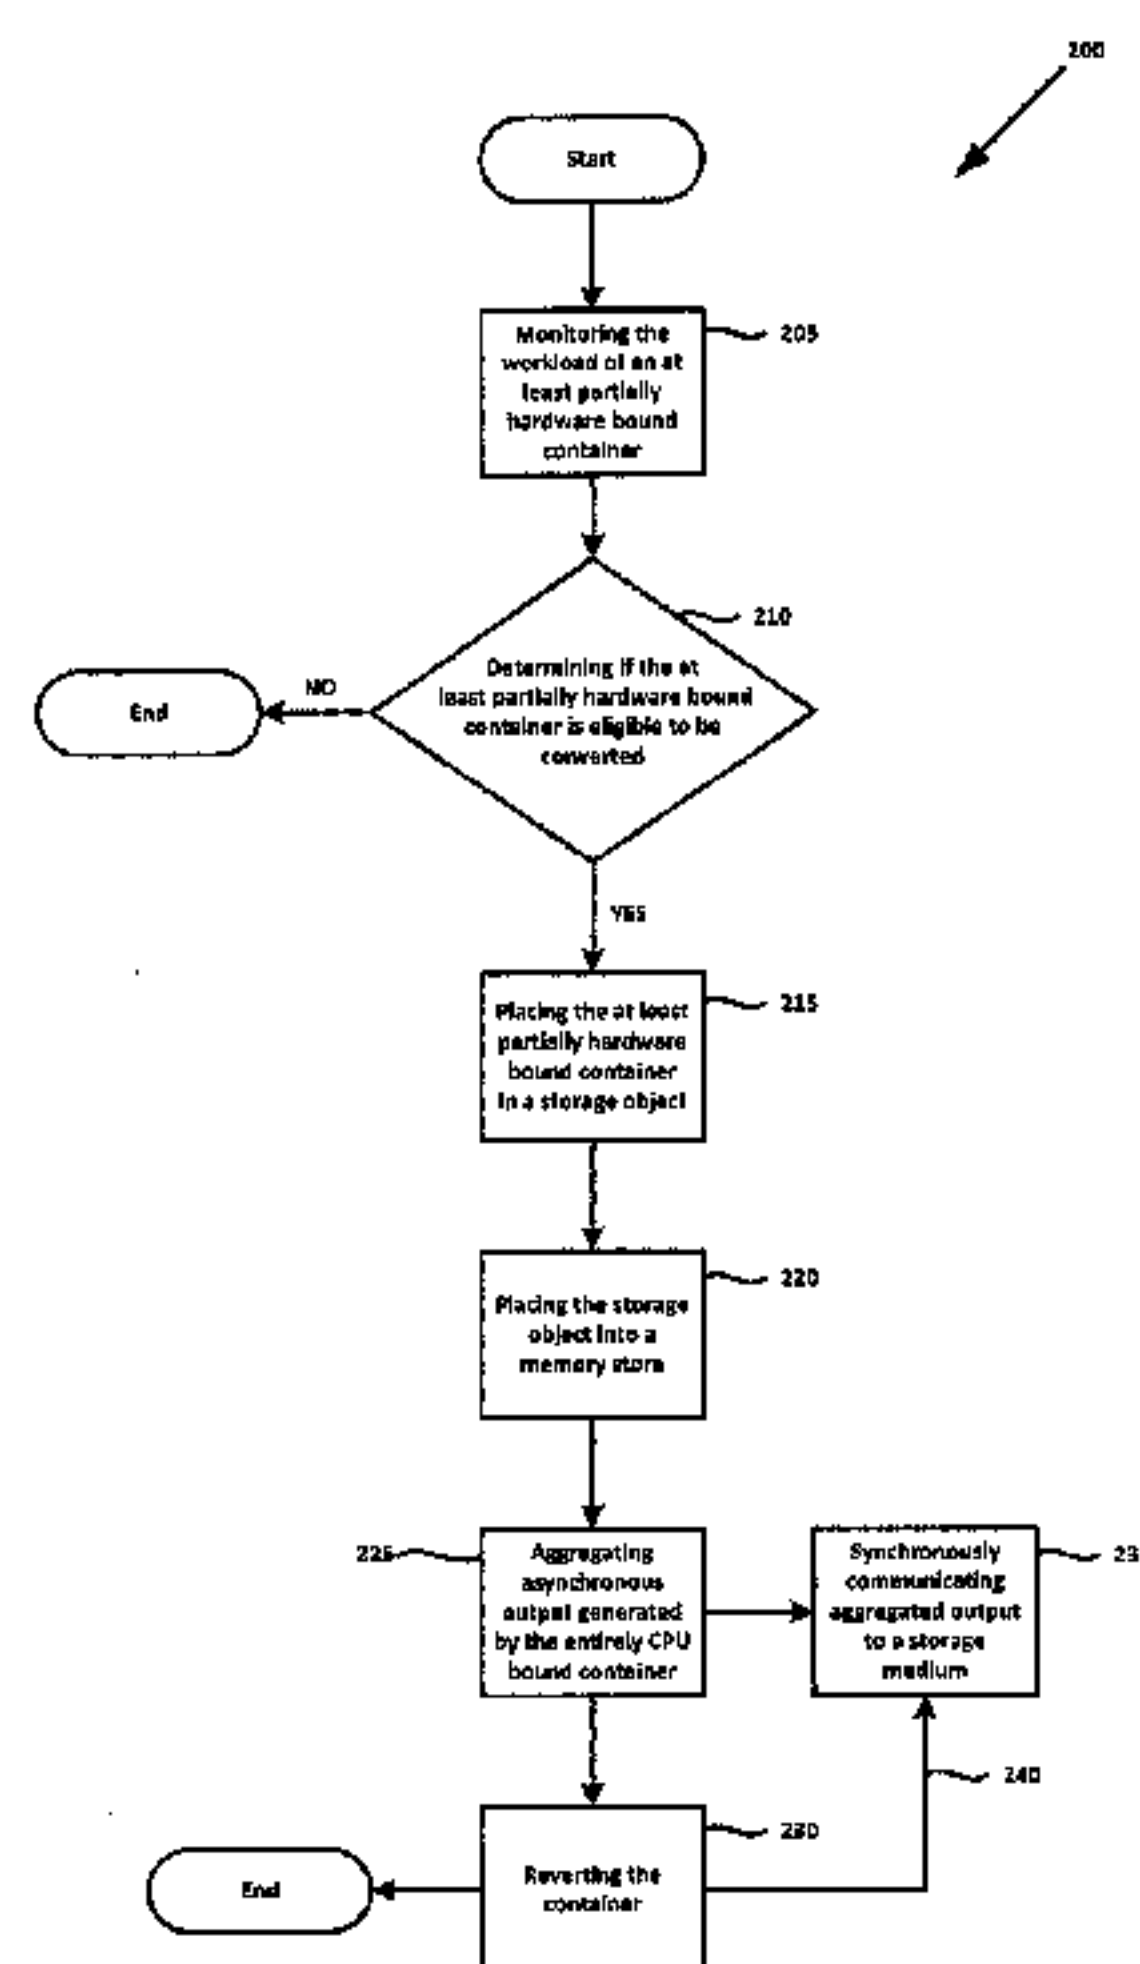 200
Start
Monitoring the
workload of an at
least partially
hardware bound
container
205
210
Determining if the at
least partially hardware bound
container is eligible to be
converted
NO
End
YES
Placing the at least
partially hardware
bound container
in a storage object
215
Placing the storage
object into a
memory store
220
225
Aggregating
asynchronous
output generated
by the entirely CPU
bound container
Synchronously
communicating
aggregated output
to a storage
medium
23
240
Reverting the
container
230
End